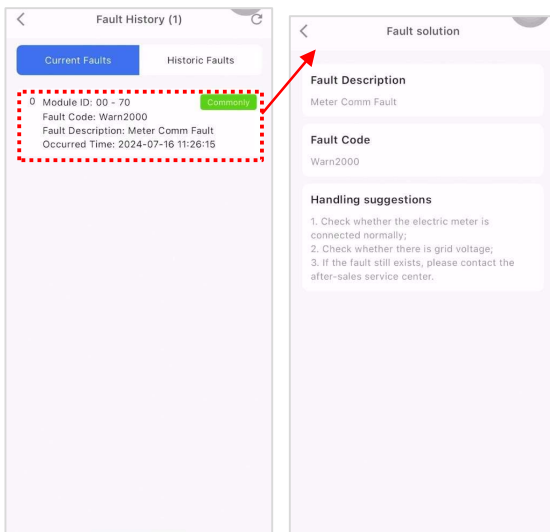 Fault History (1)
Current Faults
Historic Faults
0 Module ID: 00 - 70
Commonly
Fault Code: Warn2000
Fault Description: Meter Comm Fault
Occurred Time: 2024-07-16 11:26:15
Fault solution
Fault Description
Meter Comm Fault
Fault Code
Warn2000
Handling suggestions
1. Check whether the electric meter is
connected normally;
2. Check whether there is grid voltage;
3. If the fault still exists, please contact the
after-sales service center.